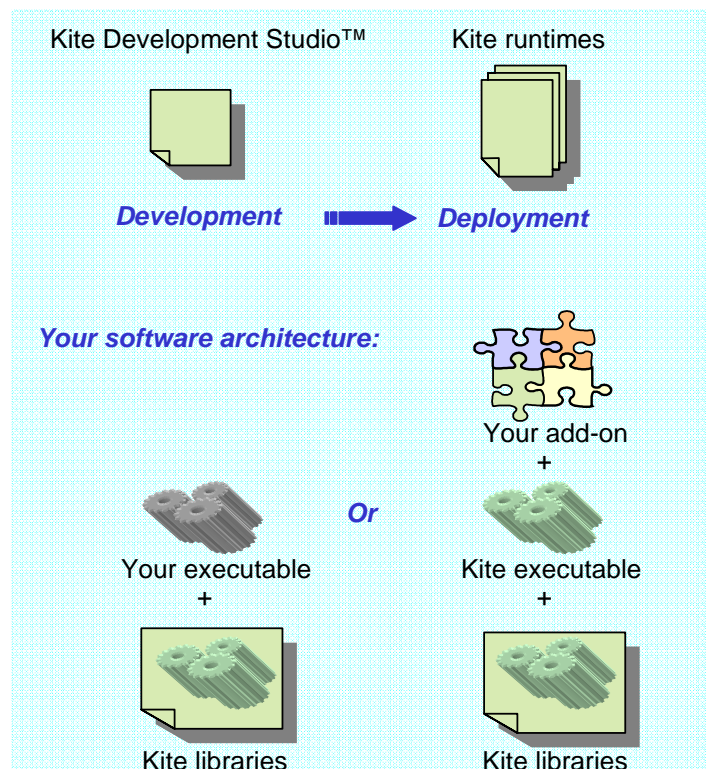 Kite Development Studio™
Kite runtimes
Development
Deployment
Your software architecture:
Your add-on
+
Or
Your executable
+
Kite executable
+
Kite libraries
Kite libraries